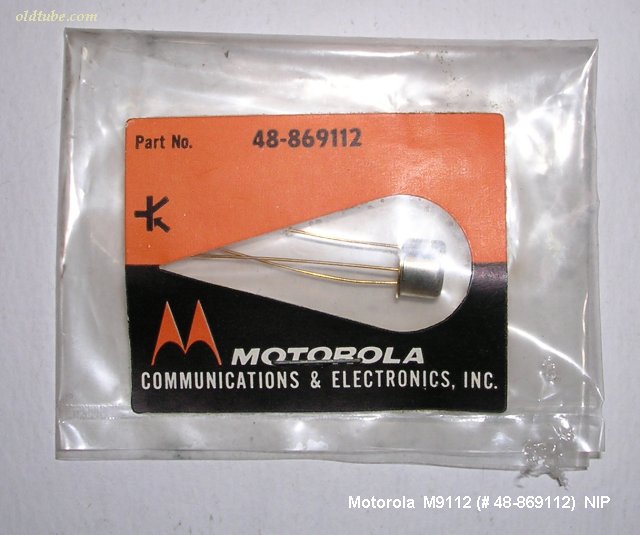 oldtube.com
Part No. 48-869112
MOTOROLA
COMMUNICATIONS & ELECTRONICS, INC.
Motorola M9112 (# 48-869112) NIP